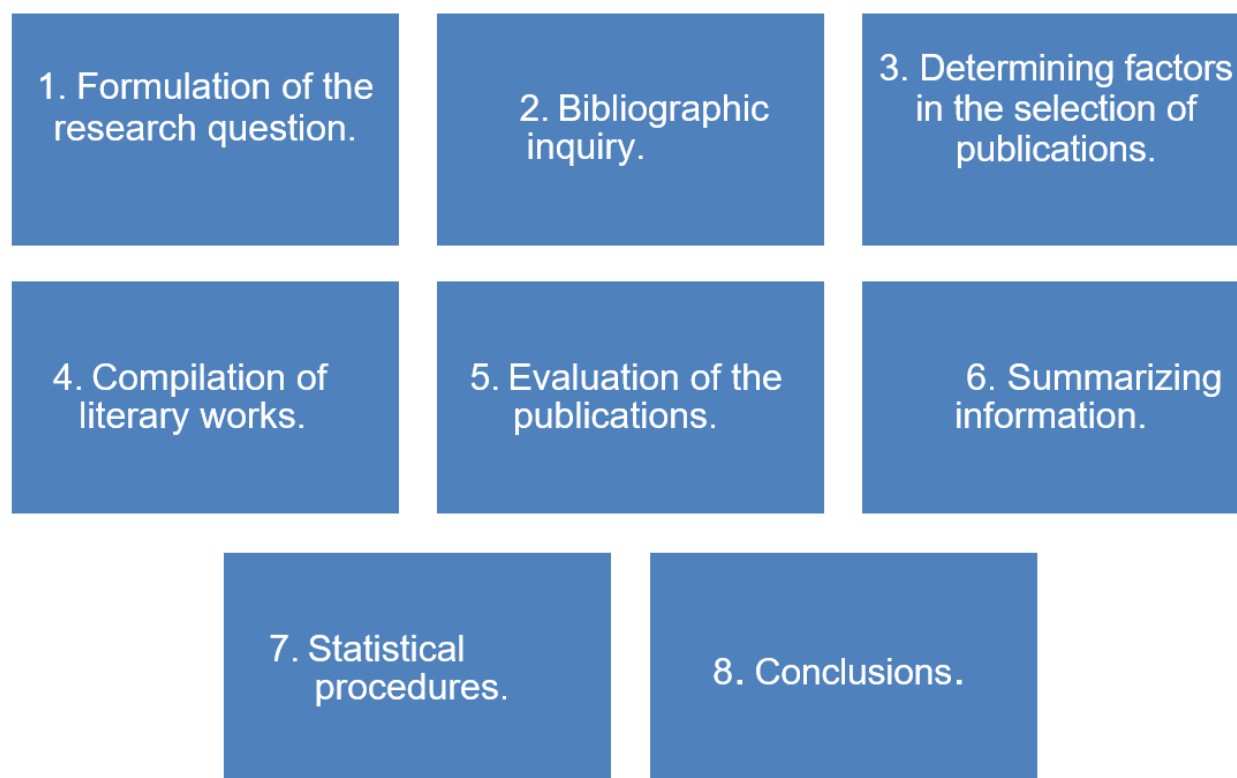 1. Formulation of the
research question.
2. Bibliographic
inquiry.
3. Determining factors
in the selection of
publications.
4. Compilation of
literary works.
5. Evaluation of the
publications.
6. Summarizing
information.
7. Statistical
procedures.
8. Conclusions.